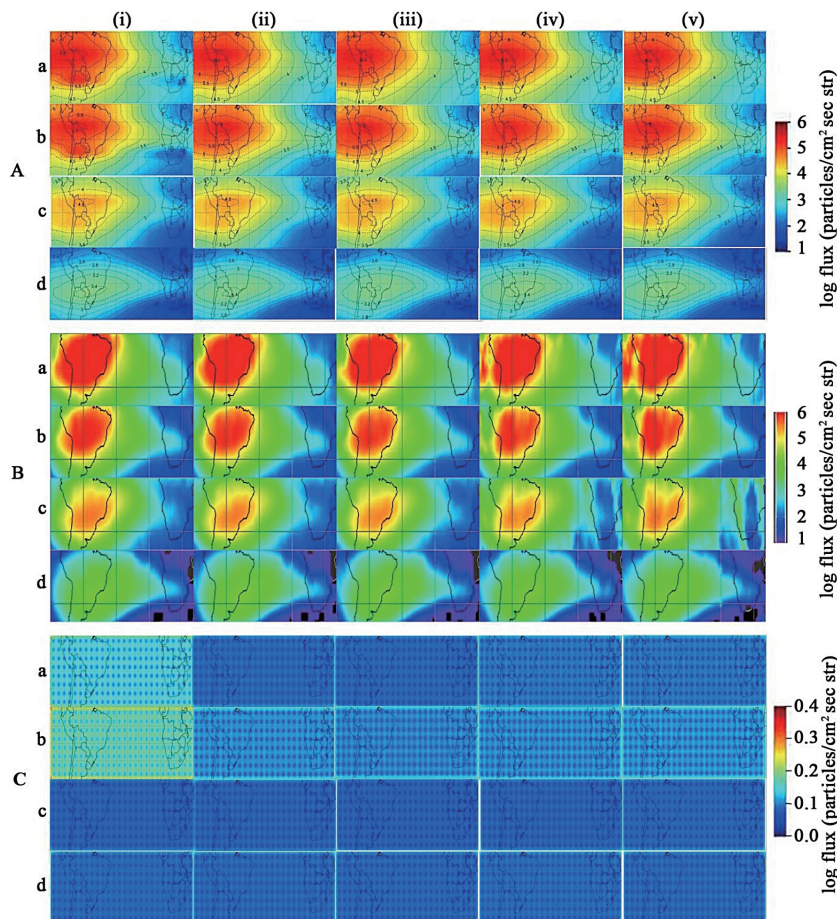 (i) (ii) (iii) (iv) (v)
A
a
b
c
d
6
5
4
3
2
1
log flux (particles/cm² sec str)
B
a
b
c
d
6
5
4
3
2
1
log flux (particles/cm² sec str)
C
a
b
c
d
0.4
0.3
0.2
0.1
0.0
log flux (particles/cm² sec str)